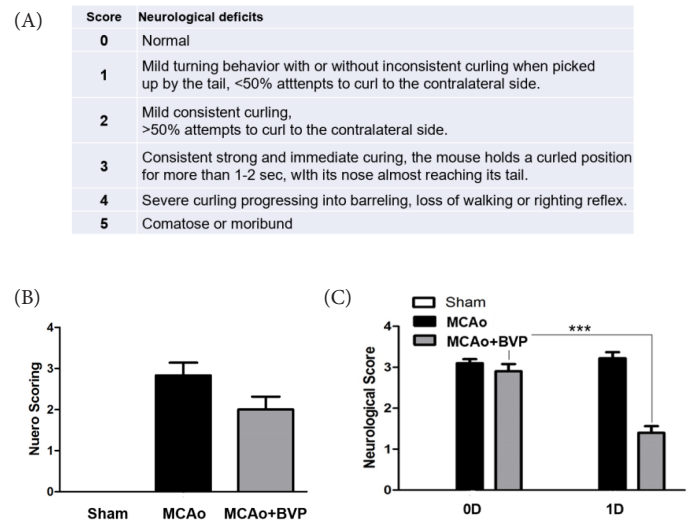 (A)
Score Neurological deficits
0 Normal
1 Mild turning behavior with or without inconsistent curling when picked
up by the tail, <50% atttenpts to curl to the contralateral side.
2 Mild consistent curling,
>50% attempts to curl to the contralateral side.
3 Consistent strong and immediate curing, the mouse holds a curled position
for more than 1-2 sec, wIth its nose almost reaching its tail.
4 Severe curling progressing into barreling, loss of walking or righting reflex.
5 Comatose or moribund
(B)
Nuero Scoring
4
3
2
1
0
Sham MCAo MCAo+BVP
(C)
Sham
MCAo
MCAo+BVP
***
Neurological Score
4
3
2
1
0
0D 1D